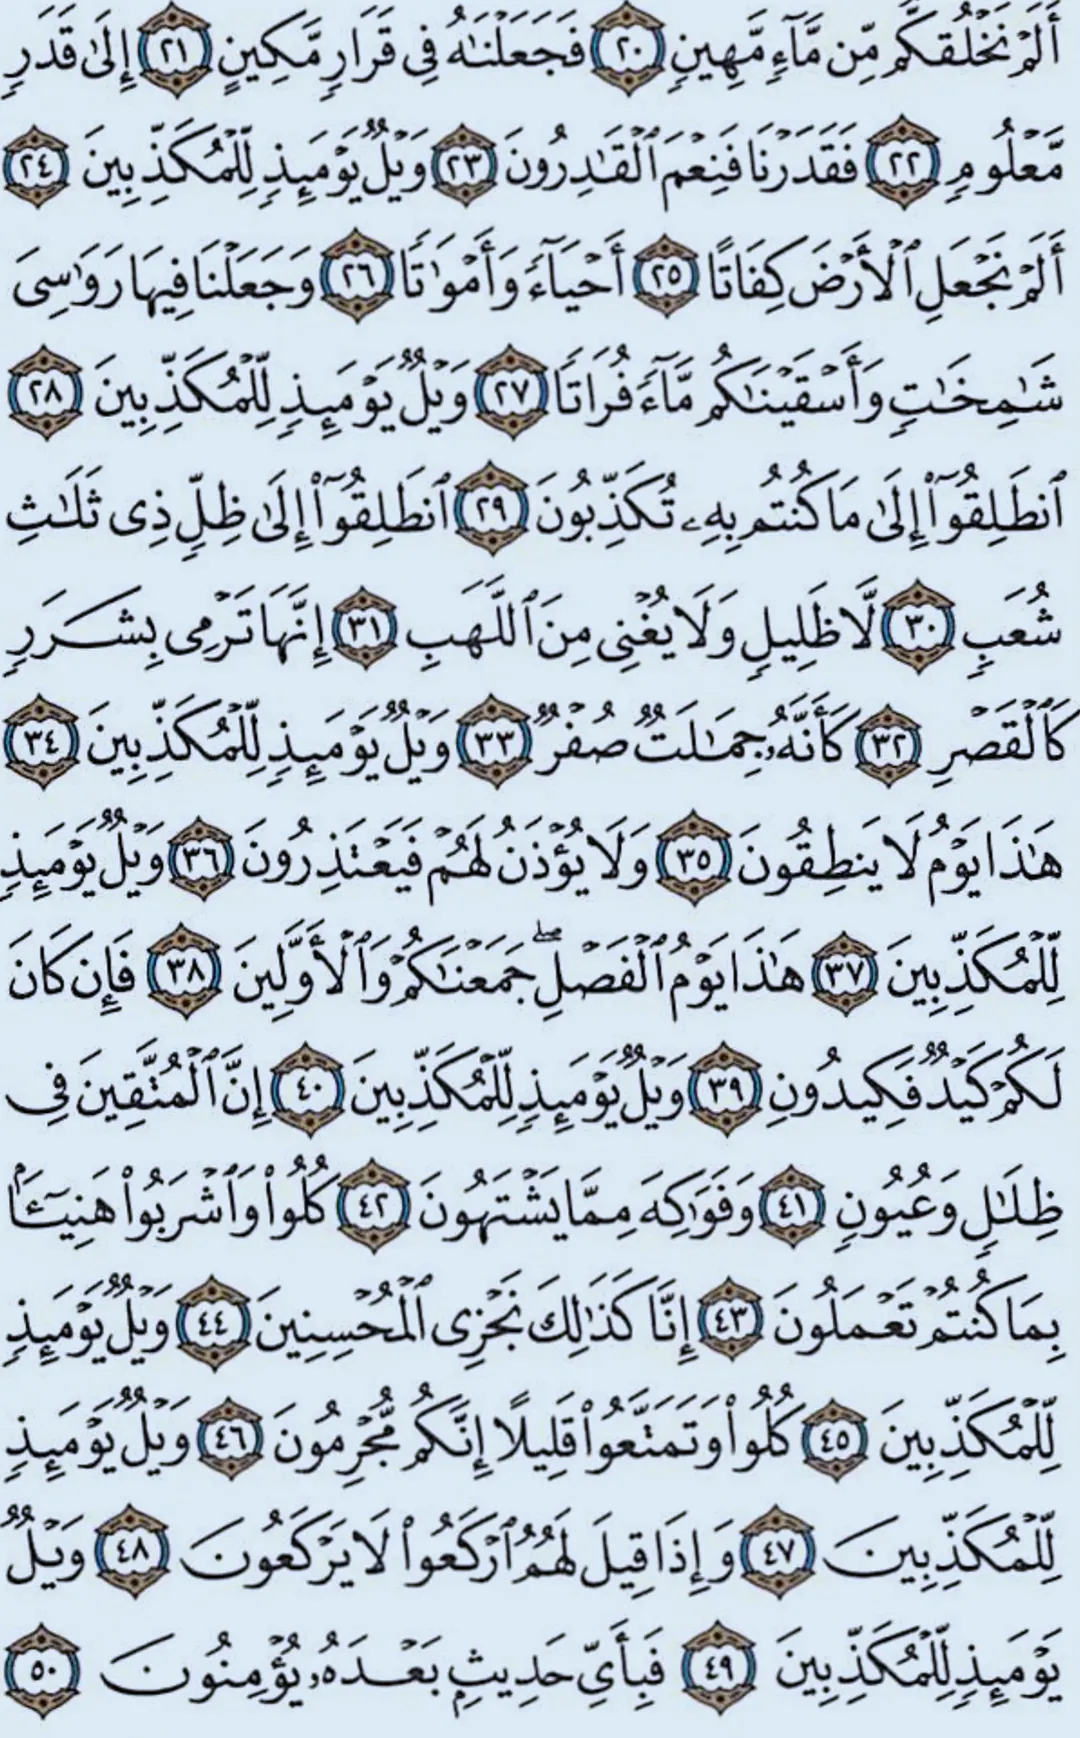 أَلَمۡ نَخۡلُقكُّم مِّن مَّآءٖ مَّهِينٖ ٢٠ فَجَعَلۡنَٰهُ فِي قَرَارٖ مَّكِينٍ ٢١ إِلَىٰ قَدَرٖ
مَّعۡلُومٖ ٢٢ فَقَدَرۡنَا فَنِعۡمَ ٱلۡقَٰدِرُونَ ٢٣ وَيۡلٞ يَوۡمَئِذٖ لِّلۡمُكَذِّبِينَ ٢٤
أَلَمۡ نَجۡعَلِ ٱلۡأَرۡضَ كِفَاتًا ٢٥ أَحۡيَآءٗ وَأَمۡوَٰتٗا ٢٦ وَجَعَلۡنَا فِيهَا رَوَٰسِيَ
شَٰمِخَٰتٖ وَأَسۡقَيۡنَٰكُم مَّآءٗ فُرَاتٗا ٢٧ وَيۡلٞ يَوۡمَئِذٖ لِّلۡمُكَذِّبِينَ ٢٨
ٱنطَلِقُوٓاْ إِلَىٰ مَا كُنتُم بِهِۦ تُكَذِّبُونَ ٢٩ ٱنطَلِقُوٓاْ إِلَىٰ ظِلّٖ ذِي ثَلَٰثِ
شُعَبٖ ٣٠ لَّا ظَلِيلٖ وَلَا يُغۡنِي مِنَ ٱللَّهَبِ ٣١ إِنَّهَا تَرۡمِي بِشَرَرٖ
كَٱلۡقَصۡرِ ٣٢ كَأَنَّهُۥ جِمَٰلَتٞ صُفۡرٞ ٣٣ وَيۡلٞ يَوۡمَئِذٖ لِّلۡمُكَذِّبِينَ ٣٤
هَٰذَا يَوۡمُ لَا يَنطِقُونَ ٣٥ وَلَا يُؤۡذَنُ لَهُمۡ فَيَعۡتَذِرُونَ ٣٦ وَيۡلٞ يَوۡمَئِذٖ
لِّلۡمُكَذِّبِينَ ٣٧ هَٰذَا يَوۡمُ ٱلۡفَصۡلِۖ جَمَعۡنَٰكُمۡ وَٱلۡأَوَّلِينَ ٣٨ فَإِن كَانَ
لَكُمۡ كَيۡدٞ فَكِيدُونِ ٣٩ وَيۡلٞ يَوۡمَئِذٖ لِّلۡمُكَذِّبِينَ ٤٠ إِنَّ ٱلۡمُتَّقِينَ فِي
ظِلَٰلٖ وَعُيُونٖ ٤١ وَفَوَٰكِهَ مِمَّا يَشۡتَهُونَ ٤٢ كُلُواْ وَٱشۡرَبُواْ هَنِيٓـَٔۢا
بِمَا كُنتُمۡ تَعۡمَلُونَ ٤٣ إِنَّا كَذَٰلِكَ نَجۡزِي ٱلۡمُحۡسِنِينَ ٤٤ وَيۡلٞ يَوۡمَئِذٖ
لِّلۡمُكَذِّبِينَ ٤٥ كُلُواْ وَتَمَتَّعُواْ قَلِيلًا إِنَّكُم مُّجۡرِمُونَ ٤٦ وَيۡلٞ يَوۡمَئِذٖ
لِّلۡمُكَذِّبِينَ ٤٧ وَإِذَا قِيلَ لَهُمُ ٱرۡكَعُواْ لَا يَرۡكَعُونَ ٤٨ وَيۡلٞ
يَوۡمَئِذٖ لِّلۡمُكَذِّبِينَ ٤٩ فَبِأَيِّ حَدِيثِۭ بَعۡدَهُۥ يُؤۡمِنُونَ ٥٠